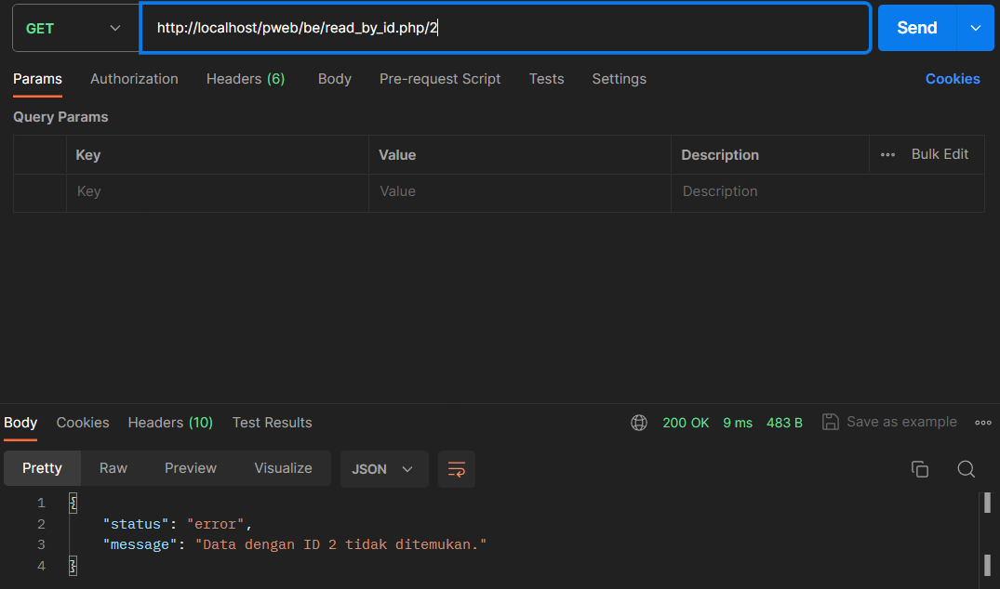 GET http://localhost/pweb/be/read_by_id.php/2 Send
Params Authorization Headers (6) Body Pre-request Script Tests Settings Cookies
Query Params
Key Value Description ••• Bulk Edit
Key Value Description
Body Cookies Headers (10) Test Results 200 OK 9 ms 483 B Save as example •••
Pretty Raw Preview Visualize JSON
1 {
2 "status": "error",
3 "message": "Data dengan ID 2 tidak ditemukan."
4 }